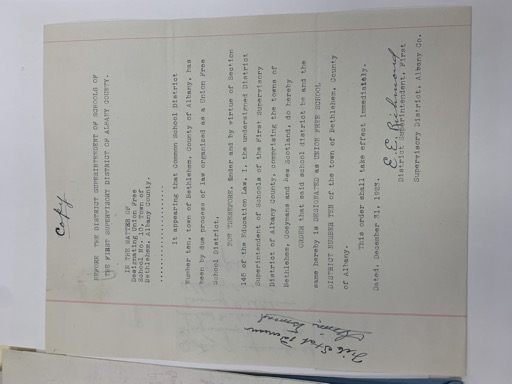 Copy
BEFORE THE DISTRICT SUPERINTENDENT OF SCHOOLS OF
THE FIRST SUPERVISORY DISTRICT OF ALBANY COUNTY.
IN THE MATTER OF
Designating Union Free
School No. 10, Town of
Bethlehem, Albany County.
It appearing that Common School District
Number ten, town of Bethlehem, County of Albany, has
been by due process of law organized as a Union Free
School District.
NOW THEREFORE, under and by virtue of Section
145 of the Education Law, I, the undersigned District
Superintendent of Schools of the First Supervisory
District of Albany County, comprising the towns of
Bethlehem, Coeymans and New Scotland, do hereby
ORDER that said school district be and the
same hereby is DESIGNATED as UNION FREE SCHOOL
DISTRICT NUMBER TEN of the town of Bethlehem, County
of Albany.
This order shall take effect immediately.
Dated, December 31, 1923.
E. E. Richmond
District Superintendent, First
Supervisory District, Albany Co.